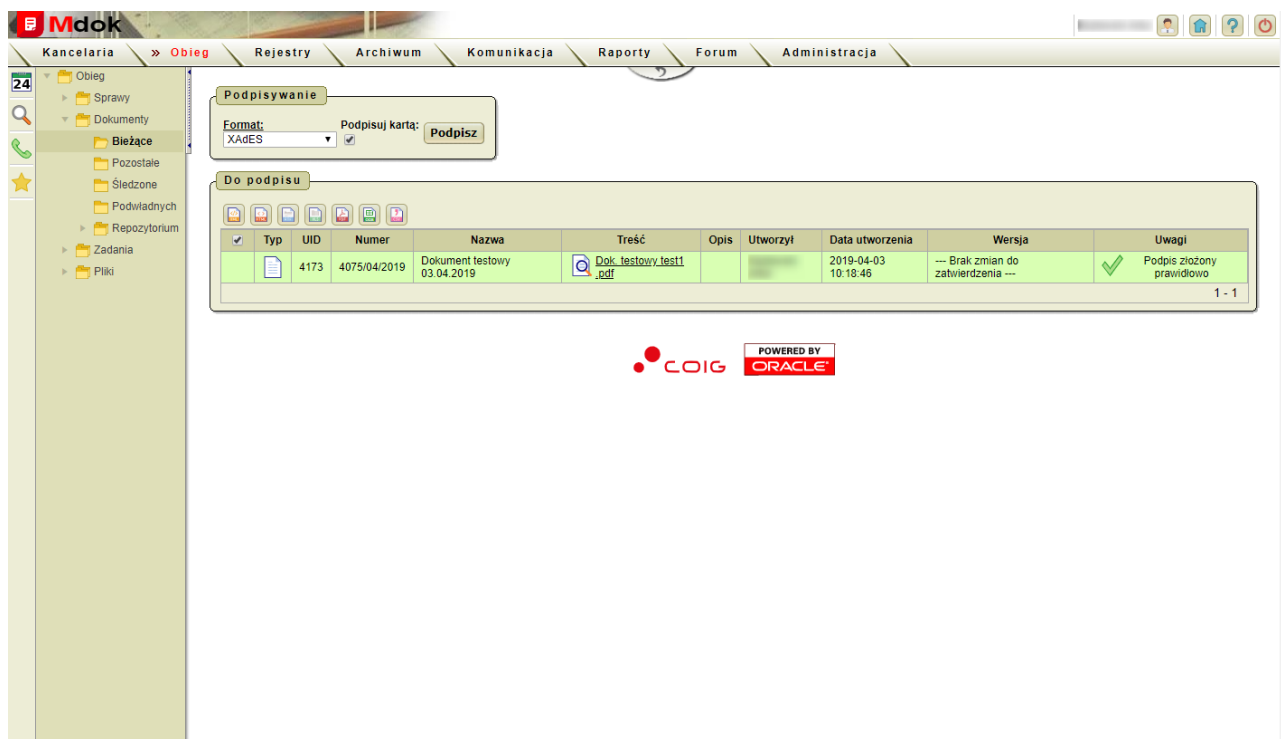 Mdok
Kancelaria » Obieg Rejestry Archiwum Komunikacja Raporty Forum Administracja
24
Obieg
Sprawy
Dokumenty
Bieżące
Pozostałe
Śledzone
Podwładnych
Repozytorium
Zadania
Pliki
Podpisywanie
Format: Podpisuj kartą:
XAdES Podpisz
Do podpisu
Typ UID Numer Nazwa Treść Opis Utworzył Data utworzenia Wersja Uwagi
4173 4075/04/2019 Dokument testowy 03.04.2019 Dok. testowy test1 .pdf 2019-04-03 10:18:46 --- Brak zmian do zatwierdzenia --- Podpis złożony prawidłowo
1 - 1
COIG
POWERED BY
ORACLE